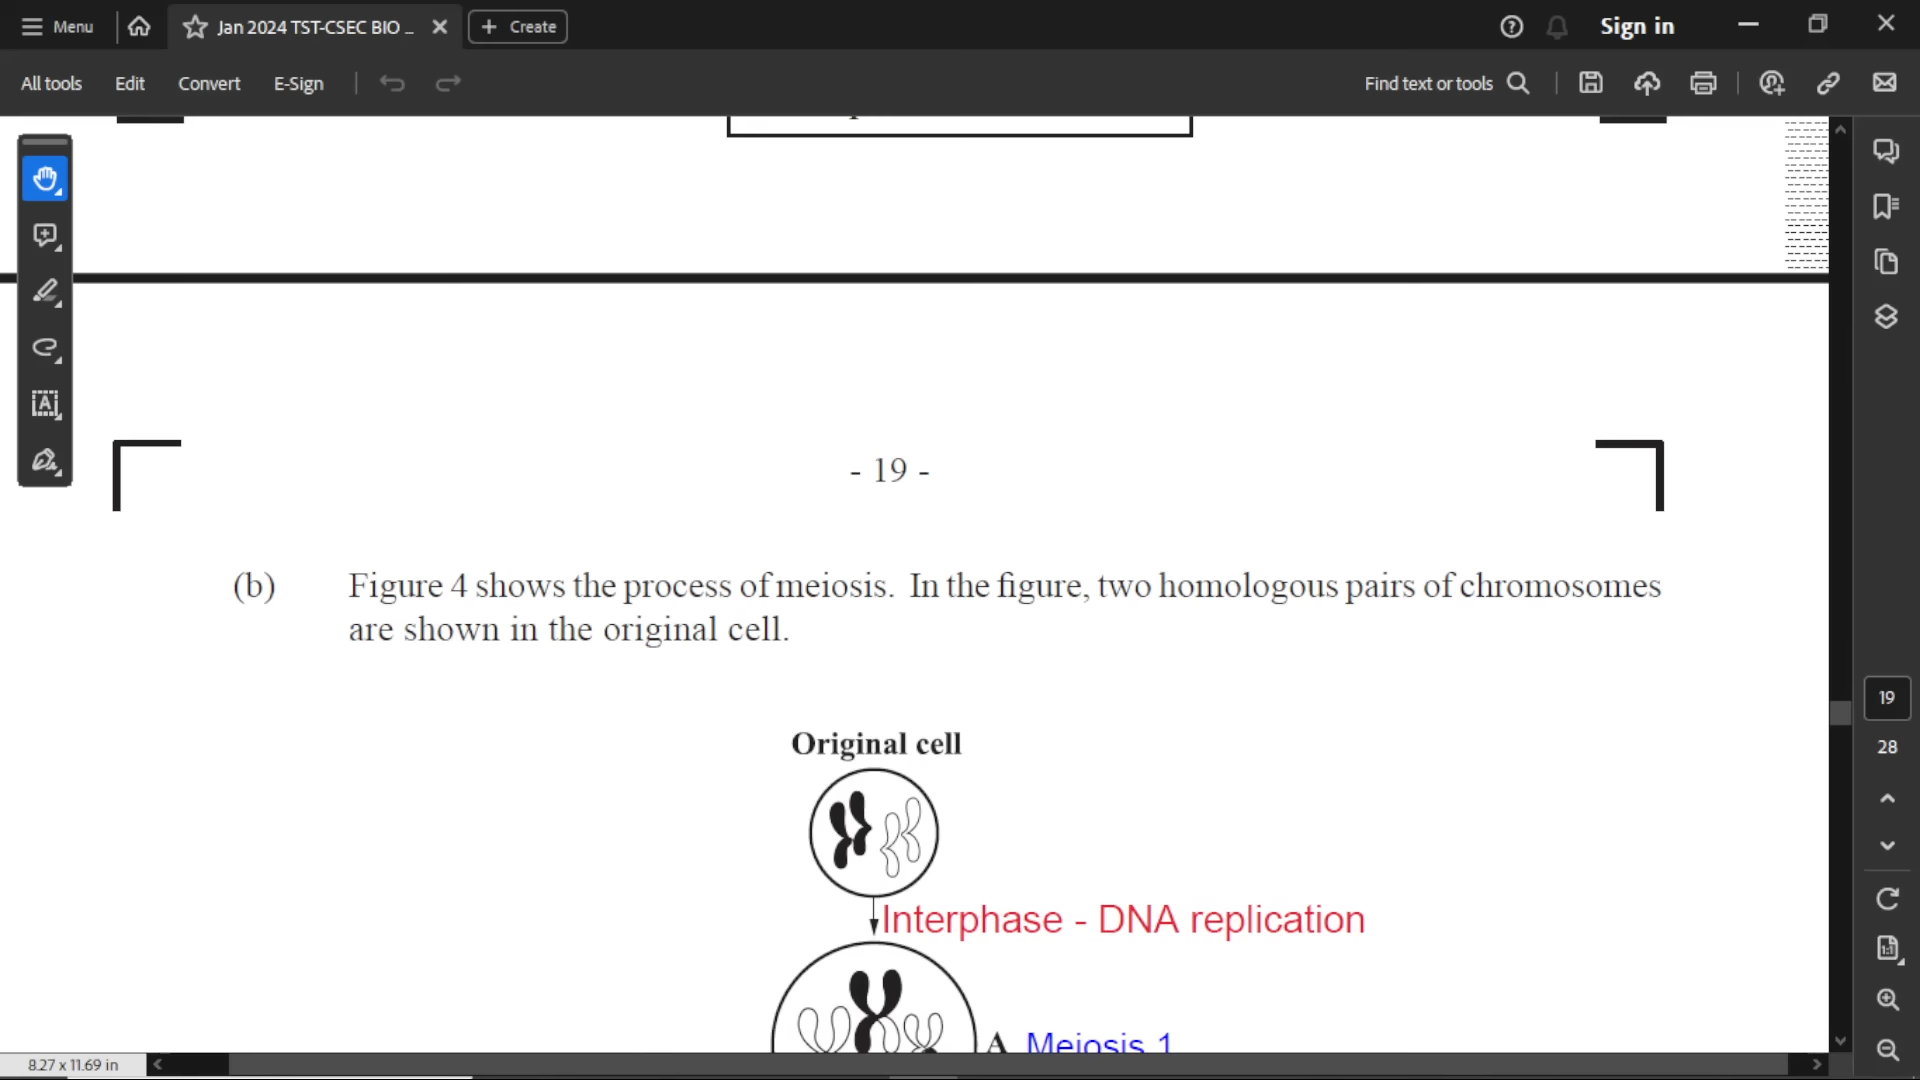 Menu
Jan 2024 TST-CSEC BIO _
Create
Sign in
All tools
Edit
Convert
E-Sign
Find text or tools
- 19 -
(b) Figure 4 shows the process of meiosis. In the figure, two homologous pairs of chromosomes
are shown in the original cell.
Original cell
Interphase - DNA replication
A Meiosis 1
19
28
1:1
8.27 x 11.69 in